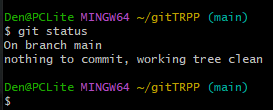 Den@PCLite MINGW64 ~/gitTRPP (main)
$ git status
On branch main
nothing to commit, working tree clean
Den@PCLite MINGW64 ~/gitTRPP (main)
$